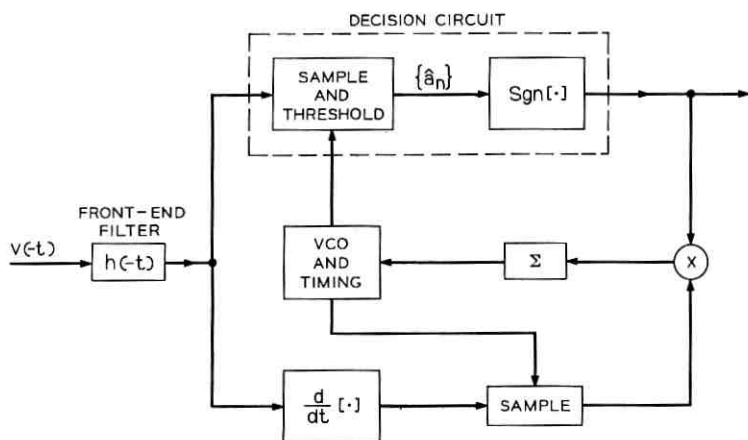 DECISION CIRCUIT
SAMPLE
AND
THRESHOLD
{ân}
Sgn[·]
FRONT-END
FILTER
v(-t)
h(-t)
VCO
AND
TIMING
Σ
X
d/dt [·]
SAMPLE